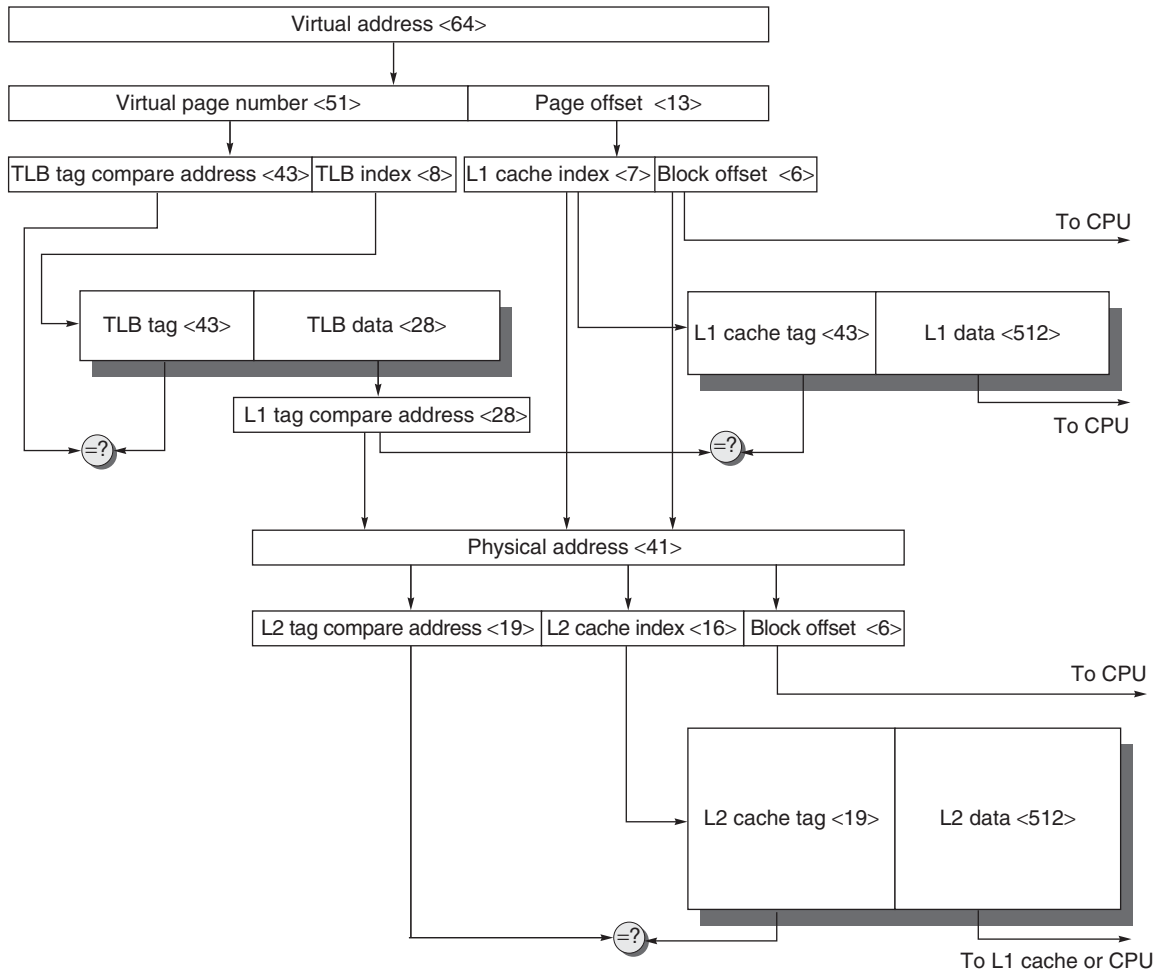 Virtual address <64>
Virtual page number <51>
Page offset <13>
TLB tag compare address <43>
TLB index <8>
L1 cache index <7>
Block offset <6>
To CPU
TLB tag <43>
TLB data <28>
L1 cache tag <43>
L1 data <512>
To CPU
L1 tag compare address <28>
=?
=?
Physical address <41>
L2 tag compare address <19>
L2 cache index <16>
Block offset <6>
To CPU
L2 cache tag <19>
L2 data <512>
=?
To L1 cache or CPU